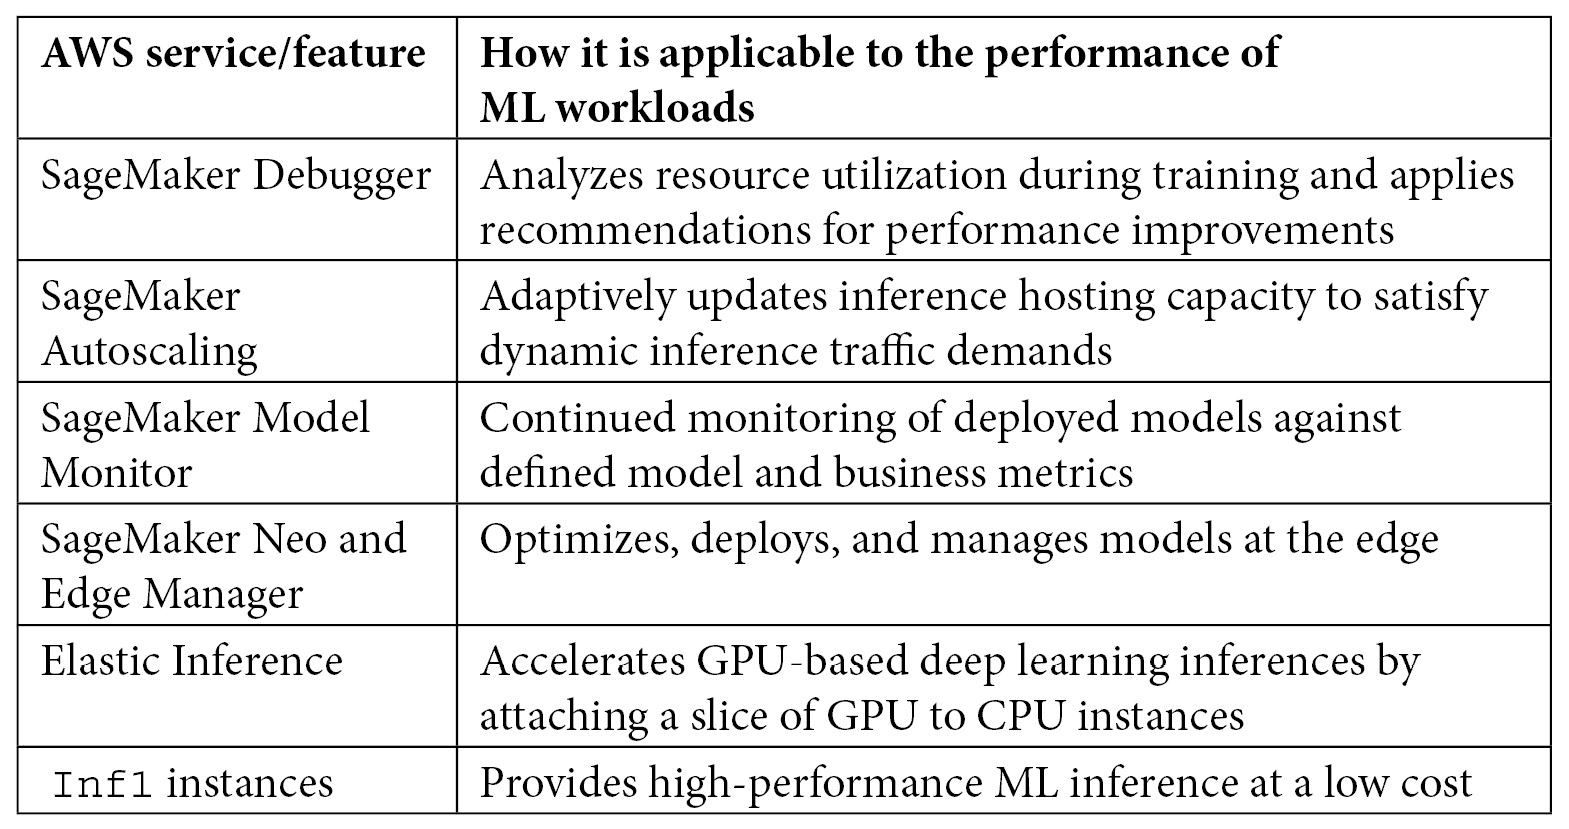 AWS service/feature
How it is applicable to the performance of
ML workloads
SageMaker Debugger
Analyzes resource utilization during training and applies
recommendations for performance improvements
SageMaker
Autoscaling
Adaptively updates inference hosting capacity to satisfy
dynamic inference traffic demands
SageMaker Model
Monitor
Continued monitoring of deployed models against
defined model and business metrics
SageMaker Neo and
Edge Manager
Optimizes, deploys, and manages models at the edge
Elastic Inference
Accelerates GPU-based deep learning inferences by
attaching a slice of GPU to CPU instances
Inf1 instances
Provides high-performance ML inference at a low cost